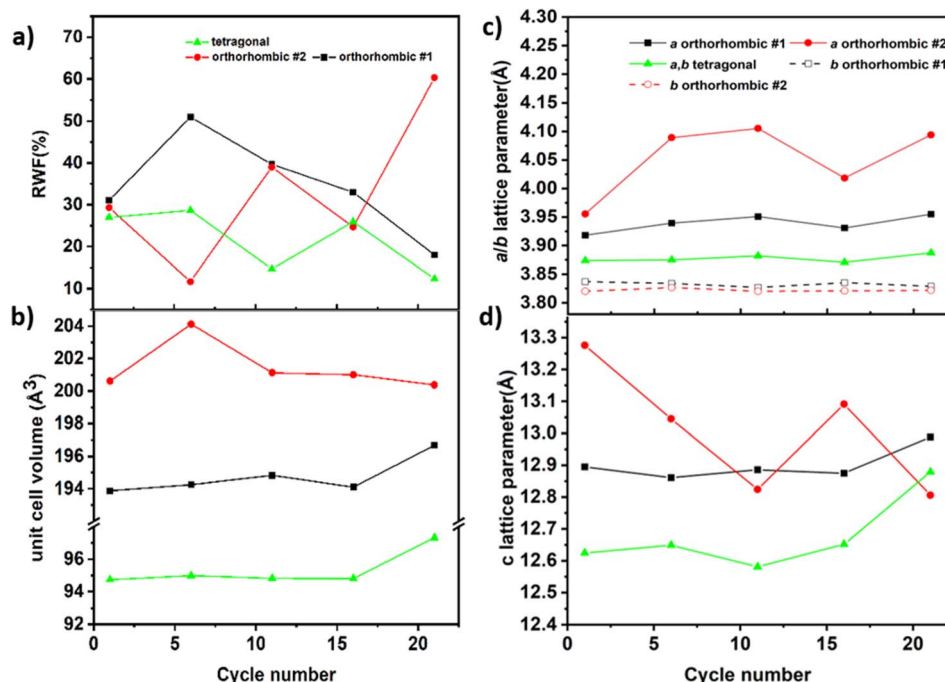 a)
RWF(%)
70
60
50
40
30
20
10
tetragonal
orthorhombic #2
orthorhombic #1
b)
unit cell volume (Å³)
204
202
200
198
196
194
96
94
92
0
5
10
15
20
25
Cycle number
c)
a/b lattice parameter(Å)
4.30
4.25
4.20
4.15
4.10
4.05
4.00
3.95
3.90
3.85
3.80
a orthorhombic #1
a orthorhombic #2
a,b tetragonal
b orthorhombic #1
b orthorhombic #2
d)
c lattice parameter(Å)
13.3
13.2
13.1
13.0
12.9
12.8
12.7
12.6
12.5
12.4
0
5
10
15
20
Cycle number